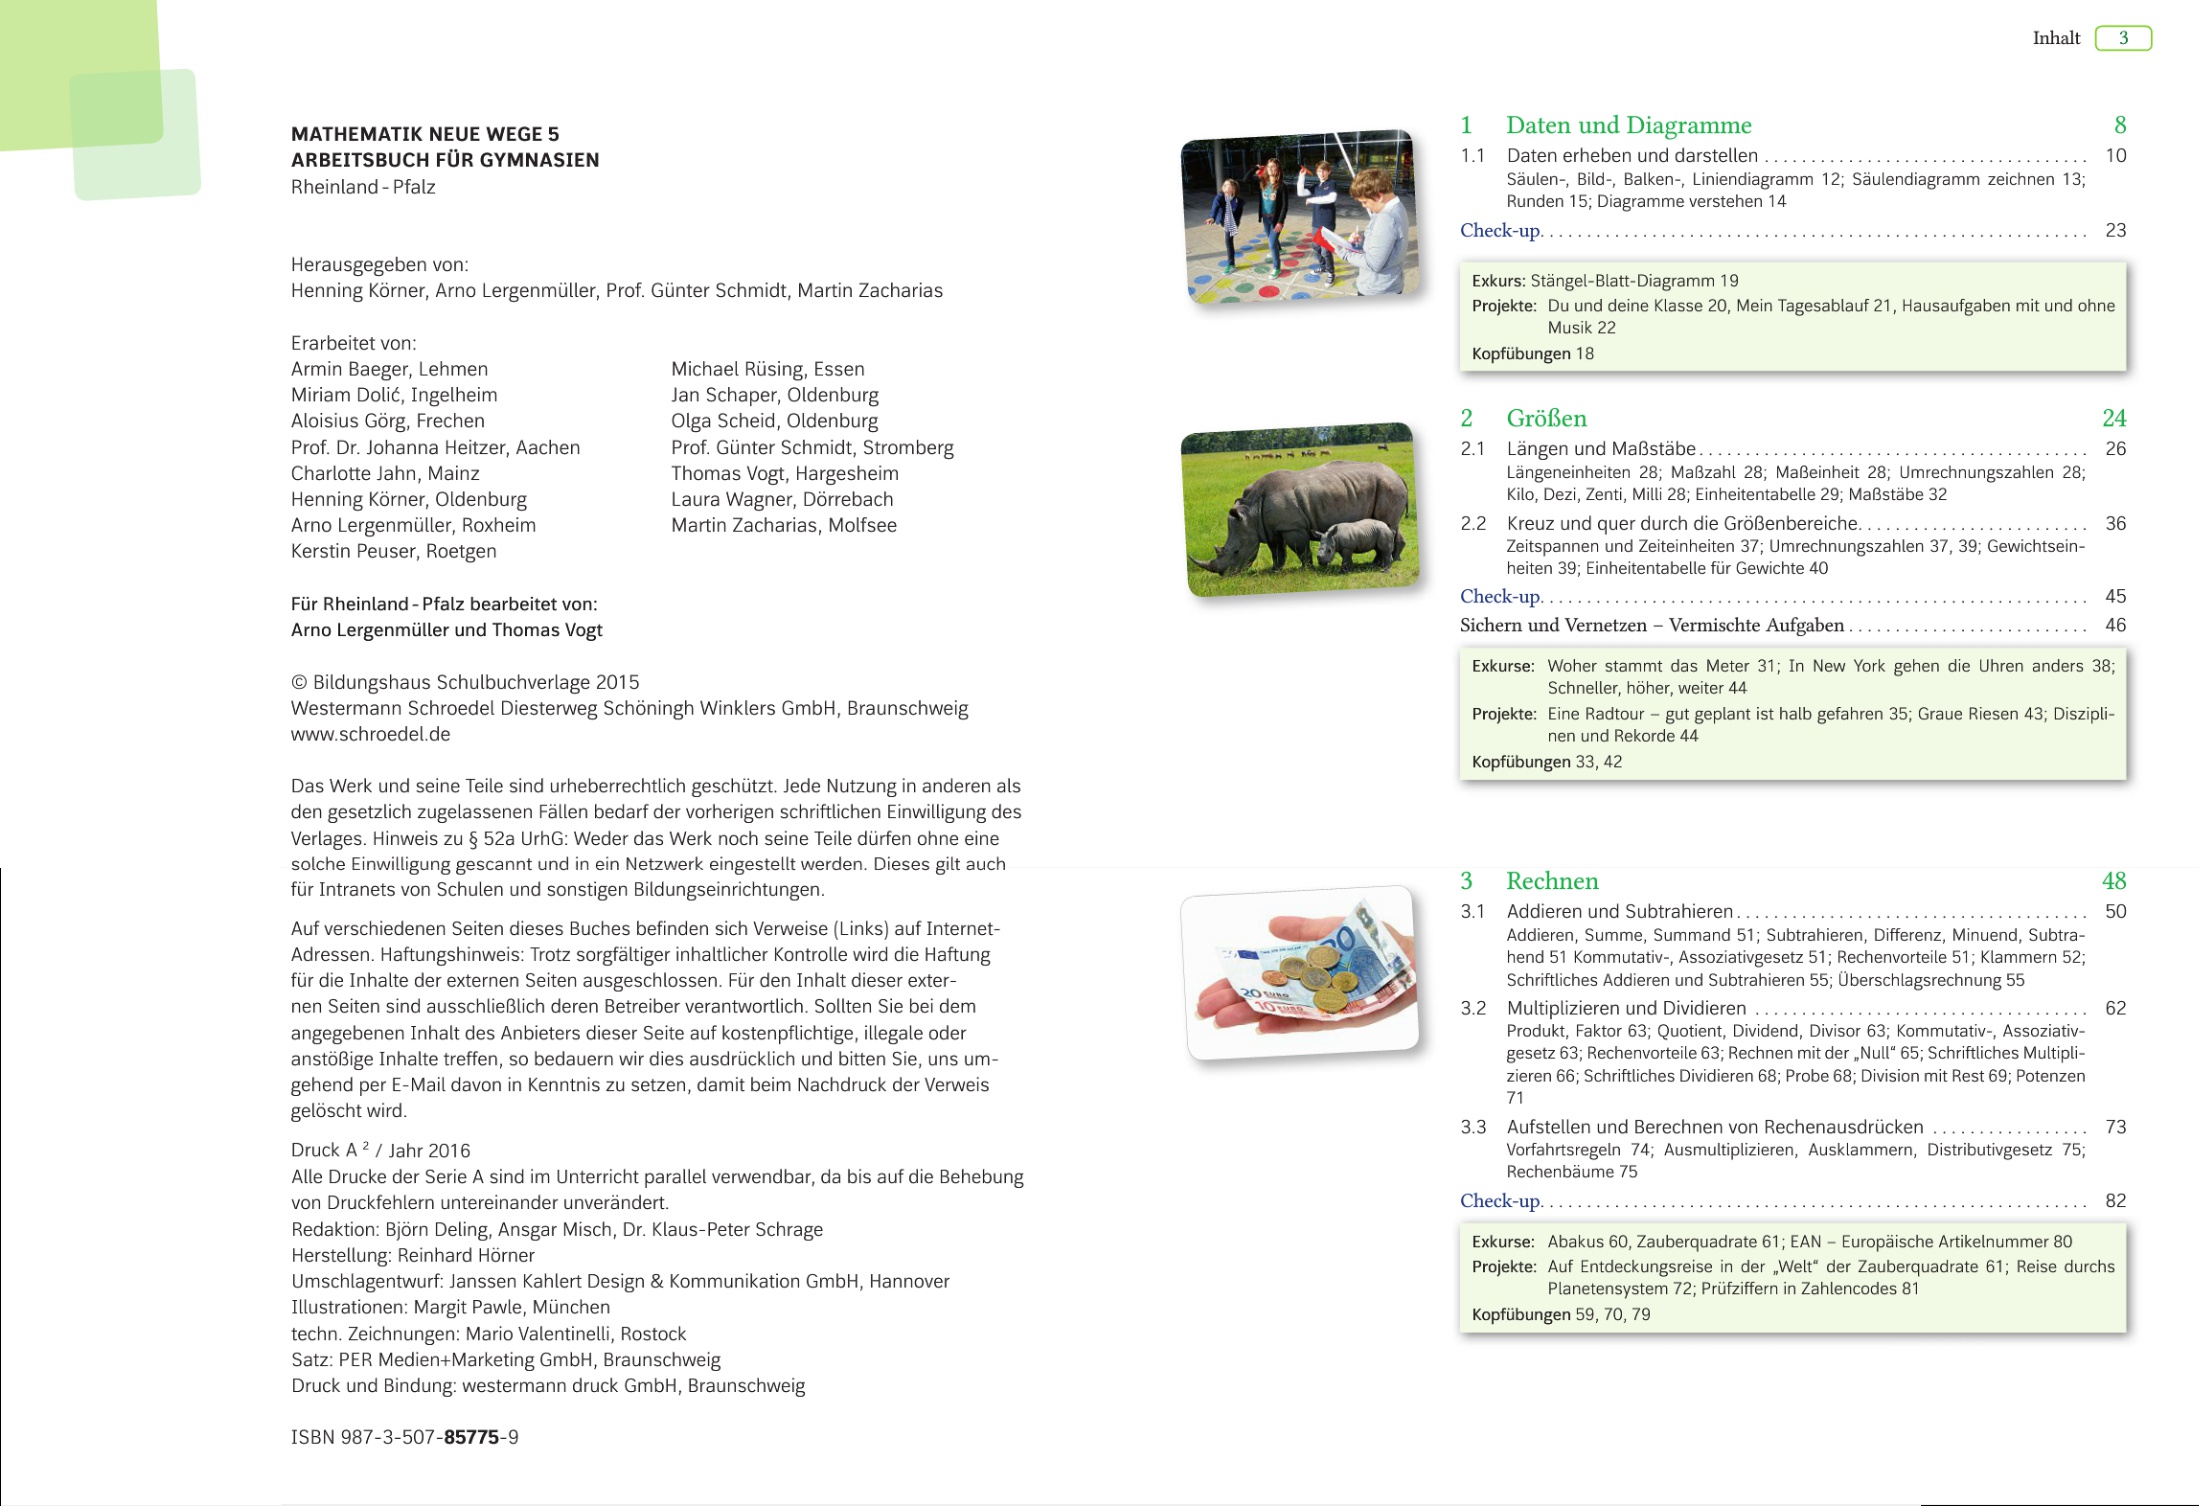 MATHEMATIK NEUE WEGE 5
ARBEITSBUCH FÜR GYMNASIEN
Rheinland-Pfalz
Herausgegeben von:
Henning Körner, Arno Lergenmüller, Prof. Günter Schmidt, Martin Zacharias
Erarbeitet von:
Armin Baeger, Lehmen
Miriam Dolić, Ingelheim
Aloisius Görg, Frechen
Prof. Dr. Johanna Heitzer, Aachen
Charlotte Jahn, Mainz
Henning Körner, Oldenburg
Arno Lergenmüller, Roxheim
Kerstin Peuser, Roetgen
Michael Rüsing, Essen
Jan Schaper, Oldenburg
Olga Scheid, Oldenburg
Prof. Günter Schmidt, Stromberg
Thomas Vogt, Hargesheim
Laura Wagner, Dörrebach
Martin Zacharias, Molfsee
Für Rheinland-Pfalz bearbeitet von:
Arno Lergenmüller und Thomas Vogt
© Bildungshaus Schulbuchverlage 2015
Westermann Schroedel Diesterweg Schöningh Winklers GmbH, Braunschweig
www.schroedel.de
Das Werk und seine Teile sind urheberrechtlich geschützt. Jede Nutzung in anderen als
den gesetzlich zugelassenen Fällen bedarf der vorherigen schriftlichen Einwilligung des
Verlages. Hinweis zu § 52a UrhG: Weder das Werk noch seine Teile dürfen ohne eine
solche Einwilligung gescannt und in ein Netzwerk eingestellt werden. Dieses gilt auch
für Intranets von Schulen und sonstigen Bildungseinrichtungen.
Auf verschiedenen Seiten dieses Buches befinden sich Verweise (Links) auf Internet-
Adressen. Haftungshinweis: Trotz sorgfältiger inhaltlicher Kontrolle wird die Haftung
für die Inhalte der externen Seiten ausgeschlossen. Für den Inhalt dieser exter-
nen Seiten sind ausschließlich deren Betreiber verantwortlich. Sollten Sie bei dem
angegebenen Inhalt des Anbieters dieser Seite auf kostenpflichtige, illegale oder
anstößige Inhalte treffen, so bedauern wir dies ausdrücklich und bitten Sie, uns um-
gehend per E-Mail davon in Kenntnis zu setzen, damit beim Nachdruck der Verweis
gelöscht wird.
Druck A ² / Jahr 2016
Alle Drucke der Serie A sind im Unterricht parallel verwendbar, da bis auf die Behebung
von Druckfehlern untereinander unverändert.
Redaktion: Björn Deling, Ansgar Misch, Dr. Klaus-Peter Schrage
Herstellung: Reinhard Hörner
Umschlagentwurf: Janssen Kahlert Design & Kommunikation GmbH, Hannover
Illustrationen: Margit Pawle, München
techn. Zeichnungen: Mario Valentinelli, Rostock
Satz: PER Medien+Marketing GmbH, Braunschweig
Druck und Bindung: westermann druck GmbH, Braunschweig
ISBN 987-3-507-85775-9
Inhalt 3
1 Daten und Diagramme 8
1.1 Daten erheben und darstellen 10
Säulen-, Bild-, Balken-, Liniendiagramm 12; Säulendiagramm zeichnen 13;
Runden 15; Diagramme verstehen 14
Check-up 23
Exkurs: Stängel-Blatt-Diagramm 19
Projekte: Du und deine Klasse 20, Mein Tagesablauf 21, Hausaufgaben mit und ohne
Musik 22
Kopfübungen 18
2 Größen 24
2.1 Längen und Maßstäbe 26
Längeneinheiten 28; Maßzahl 28; Maßeinheit 28; Umrechnungszahlen 28;
Kilo, Dezi, Zenti, Milli 28; Einheitentabelle 29; Maßstäbe 32
2.2 Kreuz und quer durch die Größenbereiche 36
Zeitspannen und Zeiteinheiten 37; Umrechnungszahlen 37, 39; Gewichtsein-
heiten 39; Einheitentabelle für Gewichte 40
Check-up 45
Sichern und Vernetzen – Vermischte Aufgaben 46
Exkurse: Woher stammt das Meter 31; In New York gehen die Uhren anders 38;
Schneller, höher, weiter 44
Projekte: Eine Radtour – gut geplant ist halb gefahren 35; Graue Riesen 43; Diszipli-
nen und Rekorde 44
Kopfübungen 33, 42
20 EURO
10 EURO
20
3 Rechnen 48
3.1 Addieren und Subtrahieren 50
Addieren, Summe, Summand 51; Subtrahieren, Differenz, Minuend, Subtra-
hend 51 Kommutativ-, Assoziativgesetz 51; Rechenvorteile 51; Klammern 52;
Schriftliches Addieren und Subtrahieren 55; Überschlagsrechnung 55
3.2 Multiplizieren und Dividieren 62
Produkt, Faktor 63; Quotient, Dividend, Divisor 63; Kommutativ-, Assoziativ-
gesetz 63; Rechenvorteile 63; Rechnen mit der „Null“ 65; Schriftliches Multipli-
zieren 66; Schriftliches Dividieren 68; Probe 68; Division mit Rest 69; Potenzen
71
3.3 Aufstellen und Berechnen von Rechenausdrücken 73
Vorfahrtsregeln 74; Ausmultiplizieren, Ausklammern, Distributivgesetz 75;
Rechenbäume 75
Check-up 82
Exkurse: Abakus 60, Zauberquadrate 61; EAN – Europäische Artikelnummer 80
Projekte: Auf Entdeckungsreise in der „Welt“ der Zauberquadrate 61; Reise durchs
Planetensystem 72; Prüfziffern in Zahlencodes 81
Kopfübungen 59, 70, 79